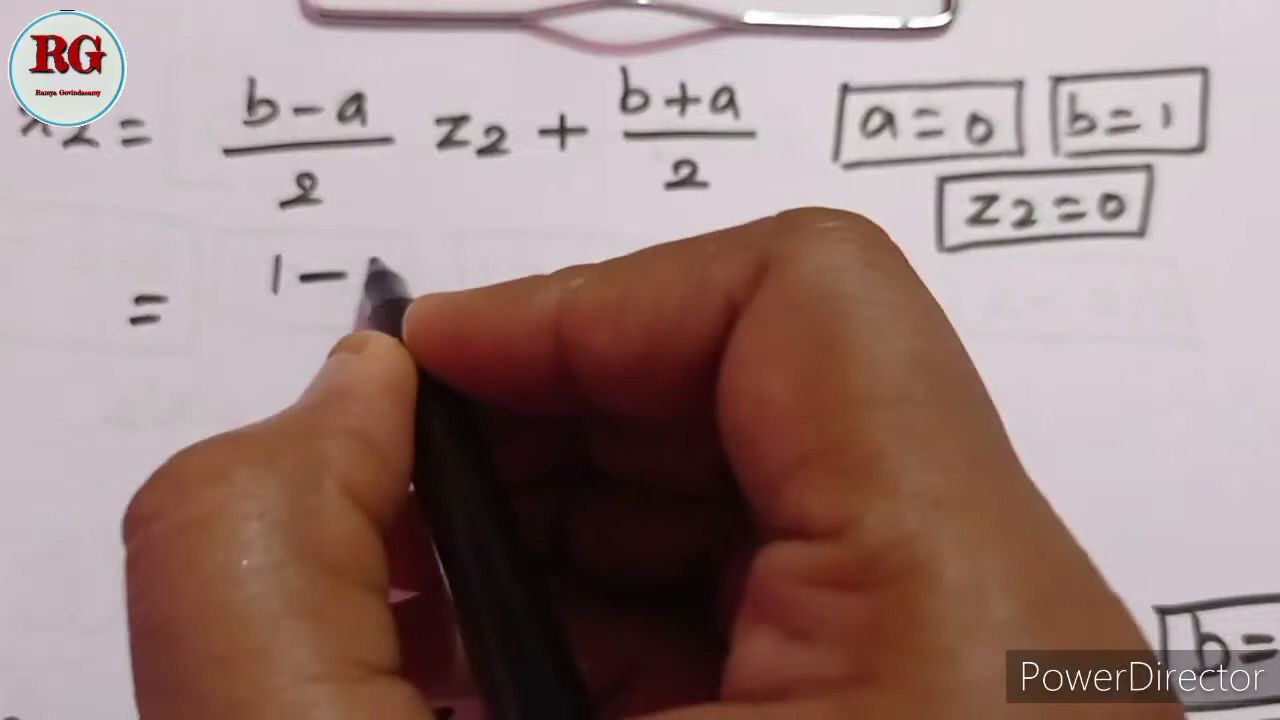 RG
Ramya Govindasamy
x2 = b-a/2 z2 + b+a/2
a=0
b=1
z2=0
= 1-
b=
PowerDirector